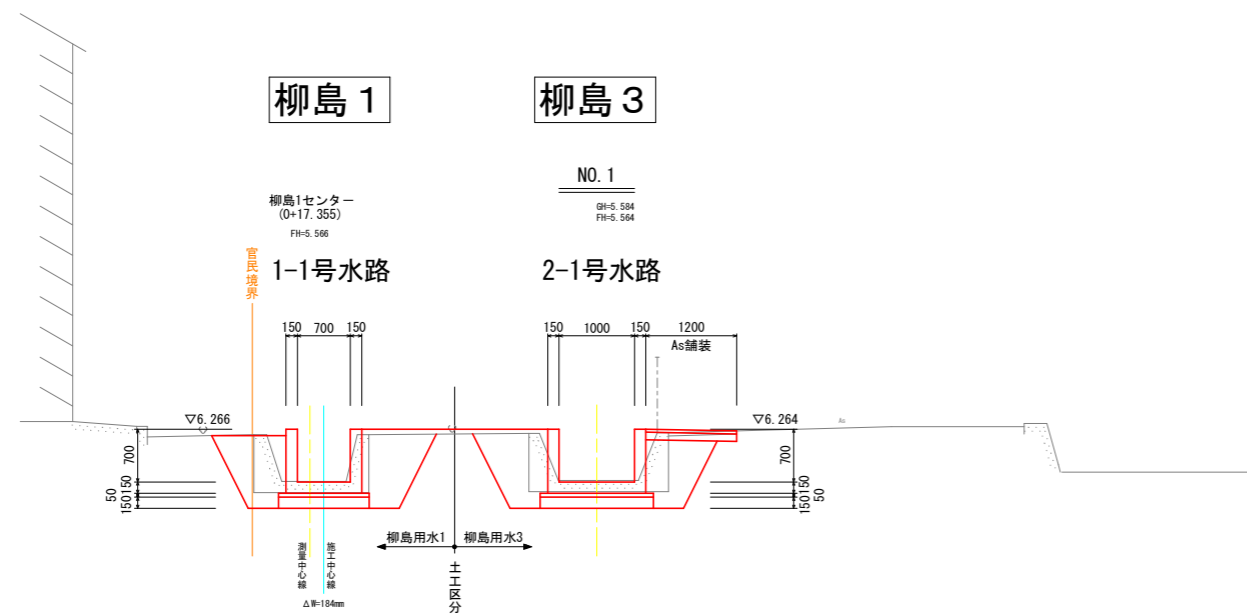 柳島１
柳島３
NO.1
GH=5.584
FH=5.564
柳島1センター
(0+17.355)
FH=5.566
官民境界
1-1号水路
2-1号水路
150 700 150
150 1000 150 1200
As舗装
▽6.266
▽6.264
As
700
150
50
150
700
150
50
150
柳島用水1
柳島用水3
測量中心線
施工中心線
土工区分
ΔW=184mm